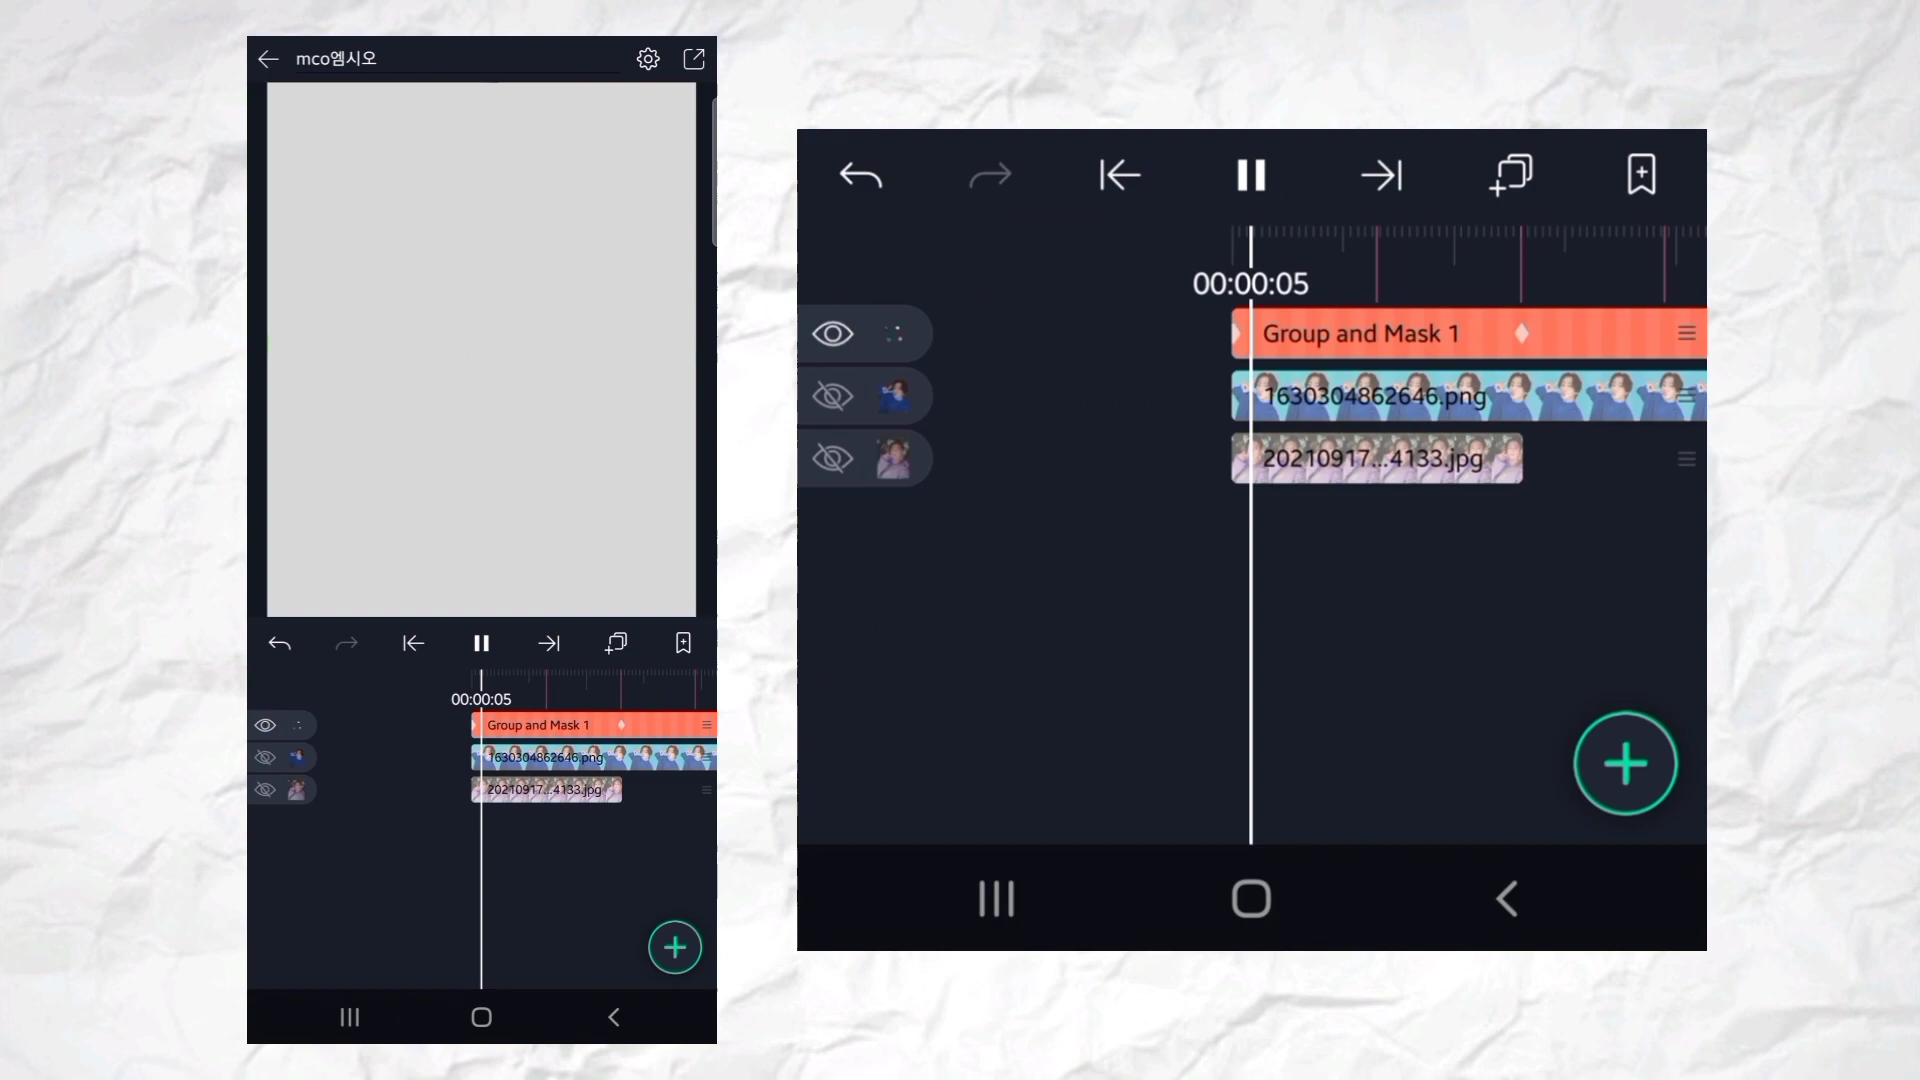 mco엠시오
00:00:05
Group and Mask 1
1630304862646.png
20210917...4133.jpg
00:00:05
Group and Mask 1
1630304862646.png
20210917...4133.jpg